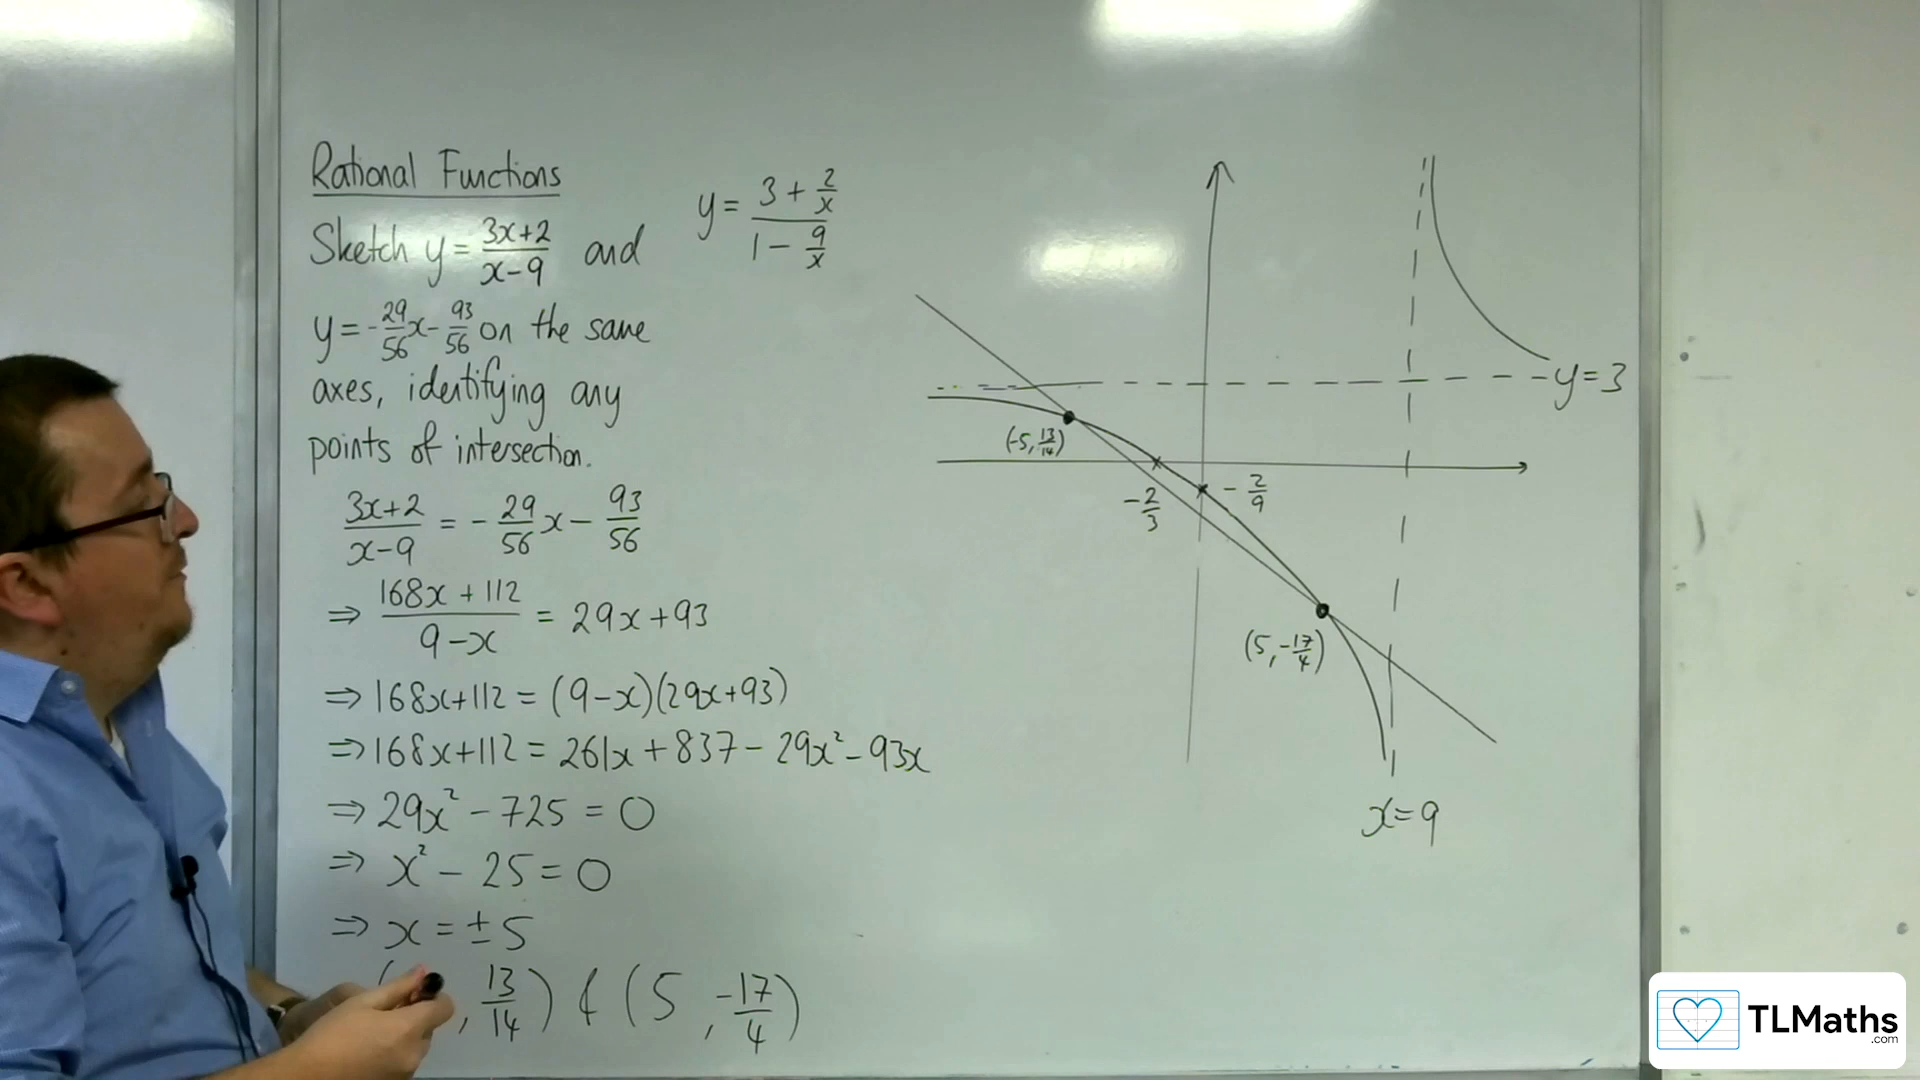 Rational Functions
Sketch y = (3x+2)/(x-9) and
y = -29/56 x - 93/56 on the same
axes, identifying any
points of intersection.
(3x+2)/(x-9) = -29/56 x - 93/56
⇒ (168x + 112)/(9-x) = 29x+93
⇒ 168x+112 = (9-x)(29x+93)
⇒ 168x+112 = 261x + 837 - 29x² - 93x
⇒ 29x² - 725 = 0
⇒ x² - 25 = 0
⇒ x = ±5
( , 13/14) & (5, -17/4)
y = (3 + 2/x)/(1 - 9/x)
y=3
(-5, 13/14)
-2/3
-2/9
(5, -17/4)
x=9
TLMaths
.com